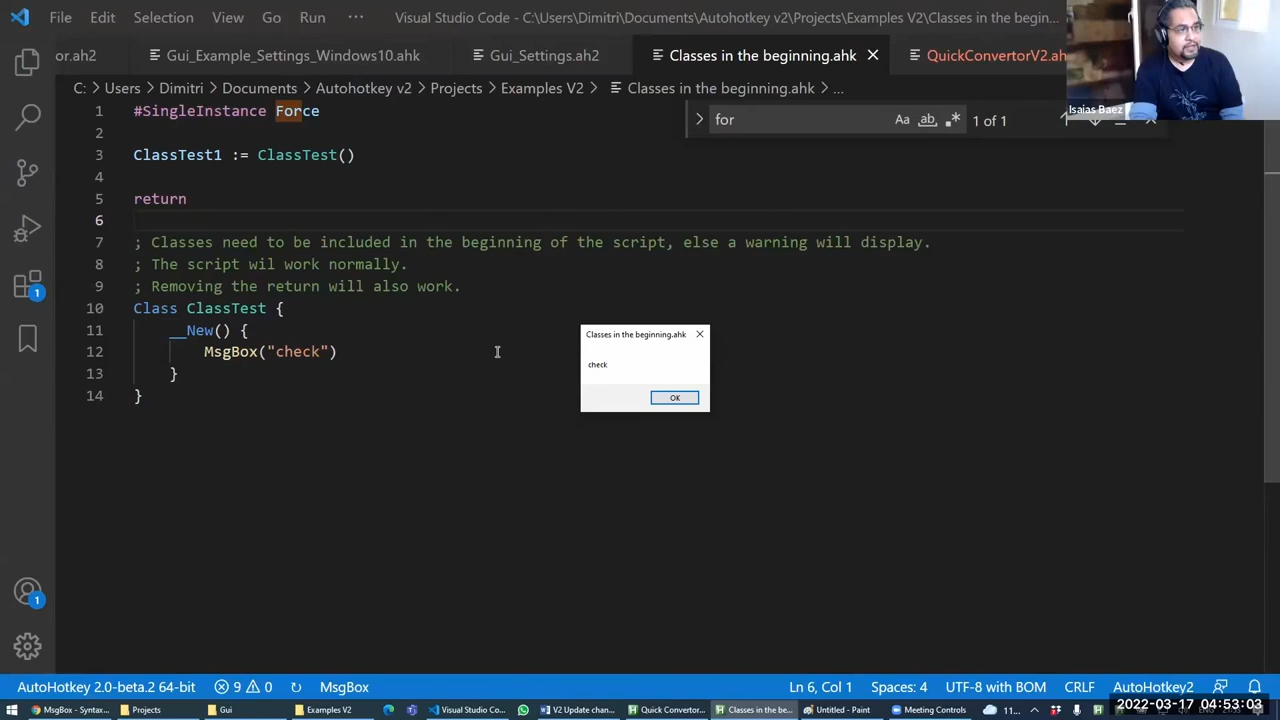 File Edit Selection View Go Run ··· Visual Studio Code - C:\Users\Dimitri\Documents\Autohotkey v2\Projects\Examples V2\Classes in the begin...
or.ah2 Gui_Example_Settings_Windows10.ahk Gui_Settings.ah2 Classes in the beginning.ahk QuickConvertorV2.ah
C: > Users > Dimitri > Documents > Autohotkey v2 > Projects > Examples V2 > Classes in the beginning.ahk > ...
Isaias Baez
for Aa ab .* 1 of 1
1 #SingleInstance Force
2
3 ClassTest1 := ClassTest()
4
5 return
6
7 ; Classes need to be included in the beginning of the script, else a warning will display.
8 ; The script wil work normally.
9 ; Removing the return will also work.
10 Class ClassTest {
11 __New() {
12 MsgBox("check")
13 }
14 }
Classes in the beginning.ahk
check
OK
1
1
AutoHotkey 2.0-beta.2 64-bit 9 0 MsgBox Ln 6, Col 1 Spaces: 4 UTF-8 with BOM CRLF AutoHotkey2
MsgBox - Syntax... Projects Gui Examples V2 Visual Studio Co... V2 Update chan... Quick Convertor... Classes in the be... Untitled - Paint Meeting Controls 11...
2022-03-17 04:53:03